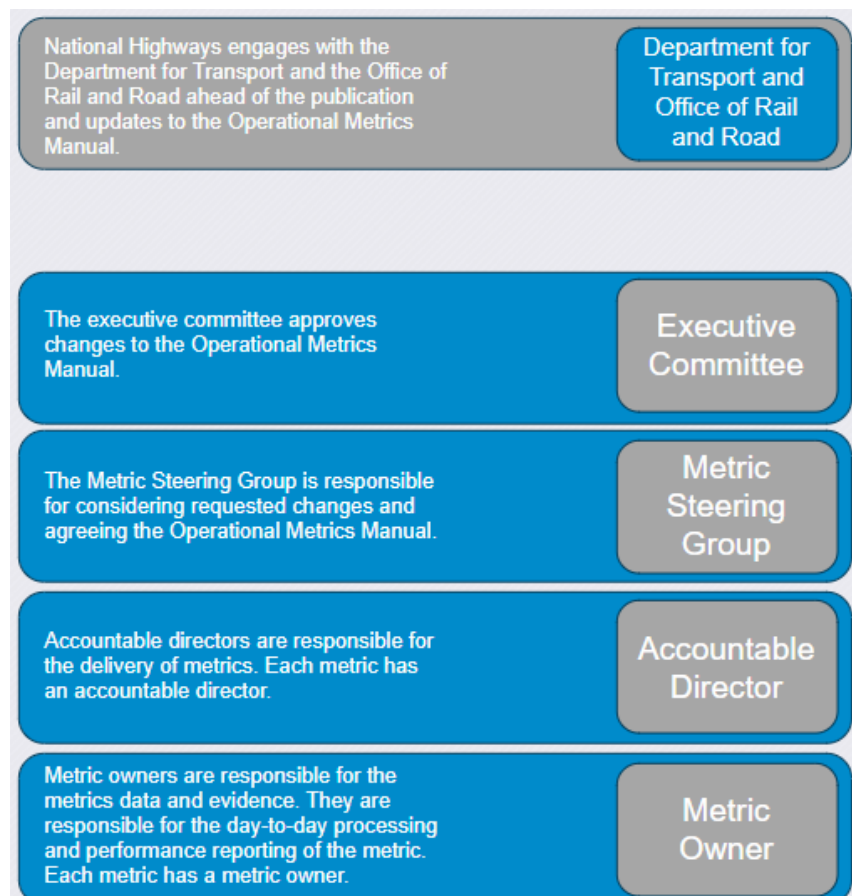 National Highways engages with the
Department for Transport and the Office of
Rail and Road ahead of the publication
and updates to the Operational Metrics
Manual.
Department for
Transport and
Office of Rail
and Road
The executive committee approves
changes to the Operational Metrics
Manual.
Executive
Committee
The Metric Steering Group is responsible
for considering requested changes and
agreeing the Operational Metrics Manual.
Metric
Steering
Group
Accountable directors are responsible for
the delivery of metrics. Each metric has
an accountable director.
Accountable
Director
Metric owners are responsible for the
metrics data and evidence. They are
responsible for the day-to-day processing
and performance reporting of the metric.
Each metric has a metric owner.
Metric
Owner